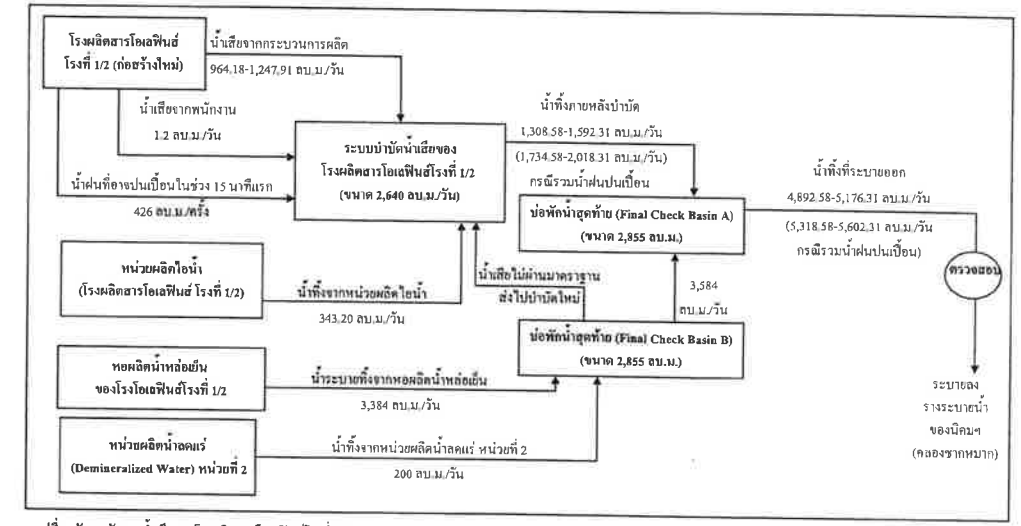 โรงผลิตสารโอเลฟินส์
โรงที่ 1/2 (ก่อสร้างใหม่)
น้ำเสียจากกระบวนการผลิต
964.18-1,247.91 ลบ.ม./วัน
น้ำเสียจากพนักงาน
1.2 ลบ.ม./วัน
น้ำฝนที่อาจปนเปื้อนในช่วง 15 นาทีแรก
426 ลบ.ม./ครั้ง
ระบบบำบัดน้ำเสียของ
โรงผลิตสารโอเลฟินส์โรงที่ 1/2
(ขนาด 2,640 ลบ.ม./วัน)
น้ำทิ้งภายหลังบำบัด
1,308.58-1,592.31 ลบ.ม./วัน
(1,734.58-2,018.31 ลบ.ม./วัน)
กรณีรวมน้ำฝนปนเปื้อน
บ่อพักน้ำสุดท้าย (Final Check Basin A)
(ขนาด 2,855 ลบ.ม.)
น้ำทิ้งที่ระบายออก
4,892.58-5,176.31 ลบ.ม./วัน
(5,318.58-5,602.31 ลบ.ม./วัน
กรณีรวมน้ำฝนปนเปื้อน)
ตรวจสอบ
หน่วยผลิตไอน้ำ
(โรงผลิตสารโอเลฟินส์ โรงที่ 1/2)
น้ำทิ้งจากหน่วยผลิตไอน้ำ
343.20 ลบ.ม./วัน
น้ำเสียไม่ผ่านมาตรฐาน
ส่งไปบำบัดใหม่
3,584
ลบ.ม./วัน
บ่อพักน้ำสุดท้าย (Final Check Basin B)
(ขนาด 2,855 ลบ.ม.)
หอผลิตน้ำหล่อเย็น
ของโรงโอเลฟินส์โรงที่ 1/2
น้ำระบายทิ้งจากหอผลิตน้ำหล่อเย็น
3,384 ลบ.ม./วัน
ระบายลง
รางระบายน้ำ
ของนิคมฯ
(คลองชากหมาก)
หน่วยผลิตน้ำลดแร่
(Demineralized Water) หน่วยที่ 2
น้ำทิ้งจากหน่วยผลิตน้ำลดแร่ หน่วยที่ 2
200 ลบ.ม./วัน